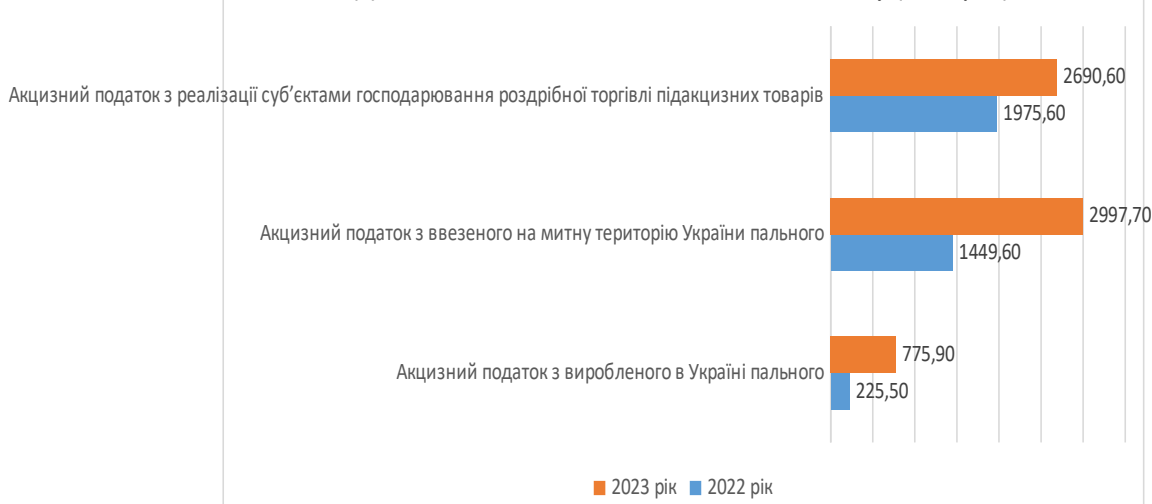 2690,60
Акцизний податок з реалізації суб’єктами господарювання роздрібної торгівлі підакцизних товарів
1975,60
2997,70
Акцизний податок з ввезеного на митну територію України пального
1449,60
775,90
Акцизний податок з виробленого в Україні пального
225,50
2023 рік 2022 рік